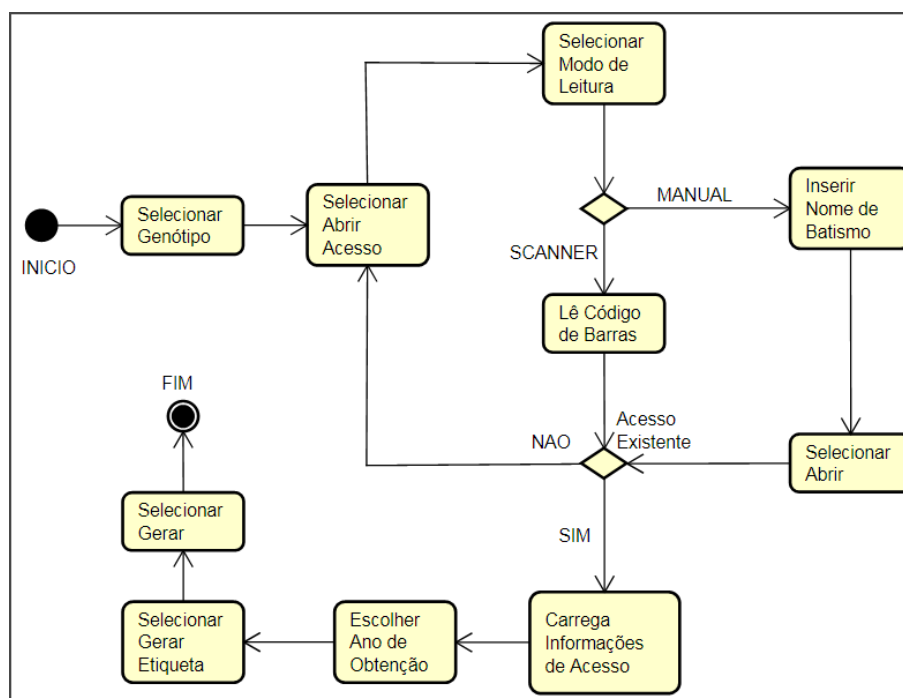 Selecionar
Modo de
Leitura
MANUAL
Inserir
Nome de
Batismo
Selecionar
Genótipo
Selecionar
Abrir
Acesso
INICIO
SCANNER
Lê Código
de Barras
FIM
NAO
Acesso
Existente
Selecionar
Abrir
Selecionar
Gerar
SIM
Selecionar
Gerar
Etiqueta
Escolher
Ano de
Obtenção
Carrega
Informações
de Acesso